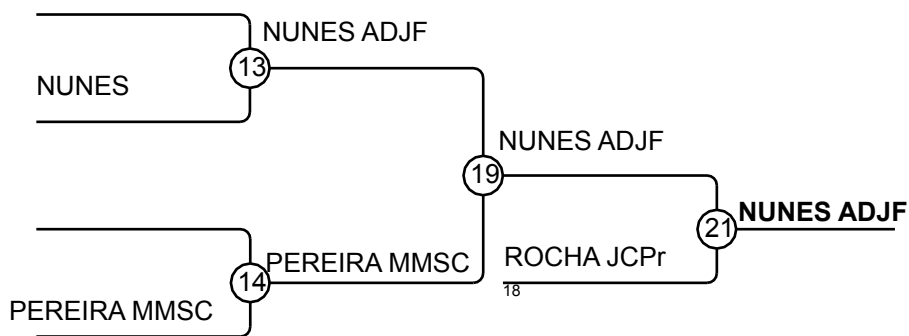 NUNES ADJF
13
NUNES
NUNES ADJF
19
NUNES ADJF
21
PEREIRA MMSC
ROCHA JCPr
14
18
PEREIRA MMSC